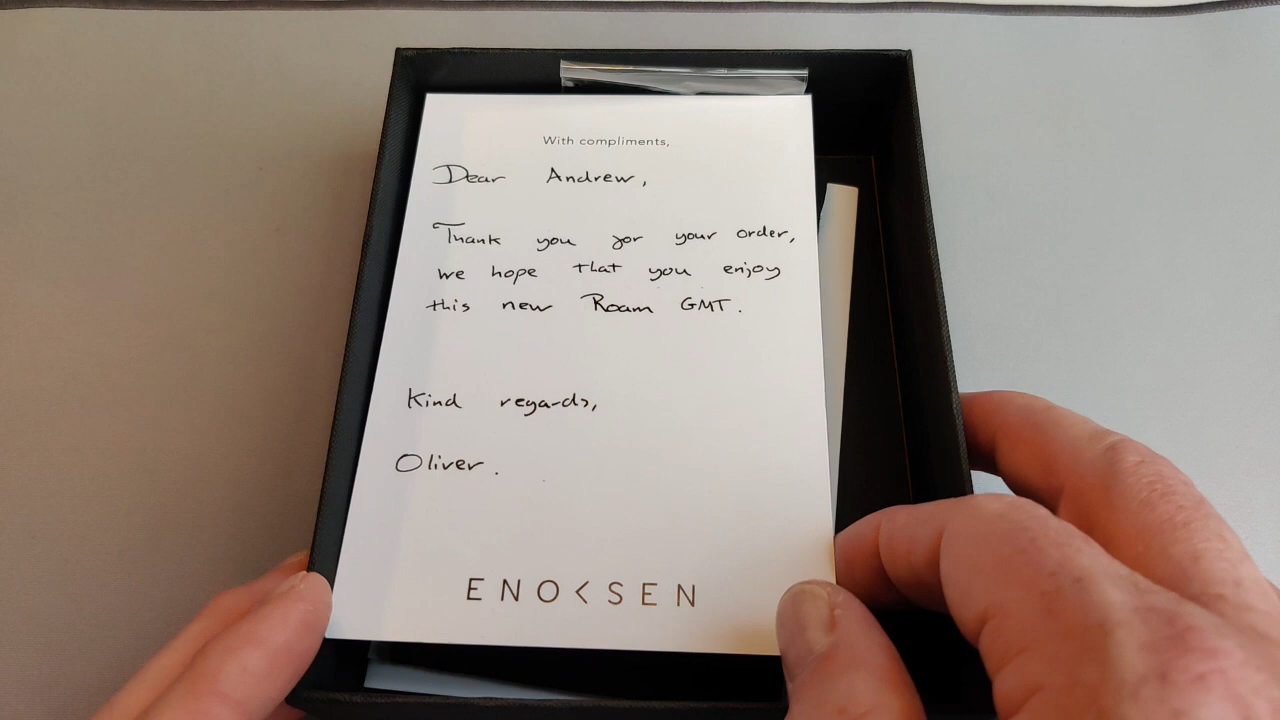 With compliments,
Dear Andrew,
Thank you for your order,
we hope that you enjoy
this new Roam GMT.
Kind regards,
Oliver.
ENOKSEN